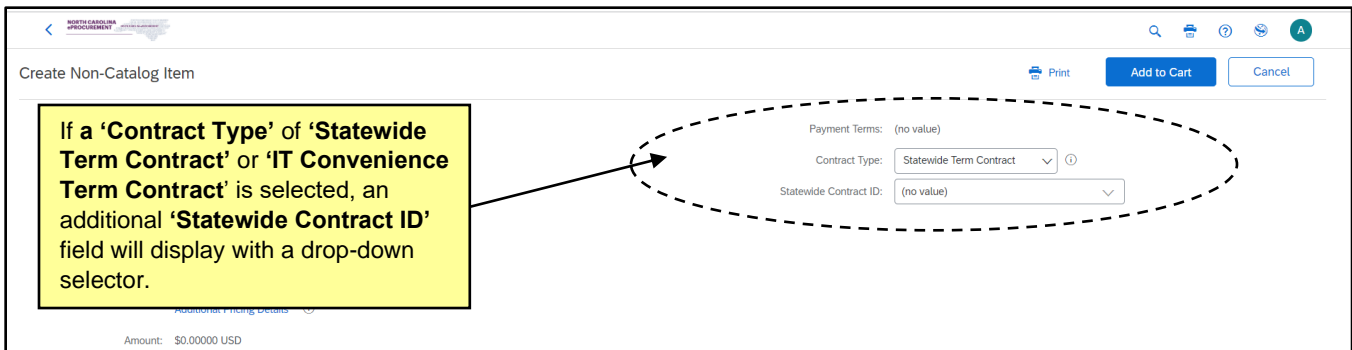 NORTH CAROLINA
ePROCUREMENT
A
Create Non-Catalog Item
Print
Add to Cart
Cancel
If a ‘Contract Type’ of ‘Statewide
Term Contract’ or ‘IT Convenience
Term Contract’ is selected, an
additional ‘Statewide Contract ID’
field will display with a drop-down
selector.
Payment Terms: (no value)
Contract Type: Statewide Term Contract
Statewide Contract ID: (no value)
Additional Pricing Details
Amount: $0.00000 USD